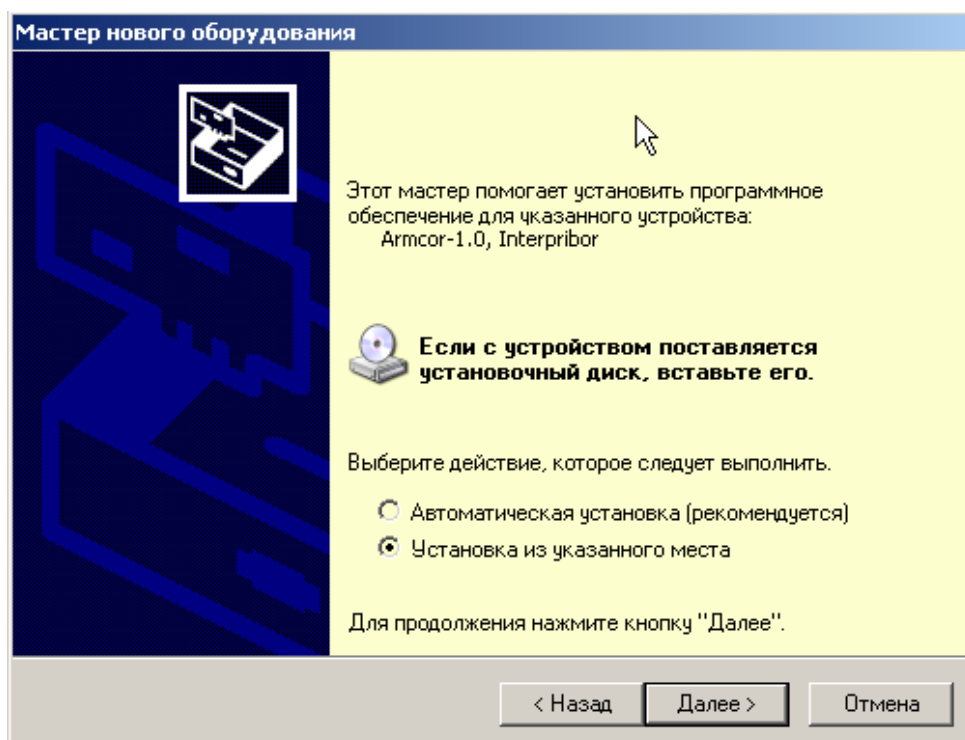 Мастер нового оборудования
Этот мастер помогает установить программное
обеспечение для указанного устройства:
Armcor-1.0, Interpribor
Если с устройством поставляется
установочный диск, вставьте его.
Выберите действие, которое следует выполнить.
Автоматическая установка (рекомендуется)
Установка из указанного места
Для продолжения нажмите кнопку "Далее".
< Назад
Далее >
Отмена